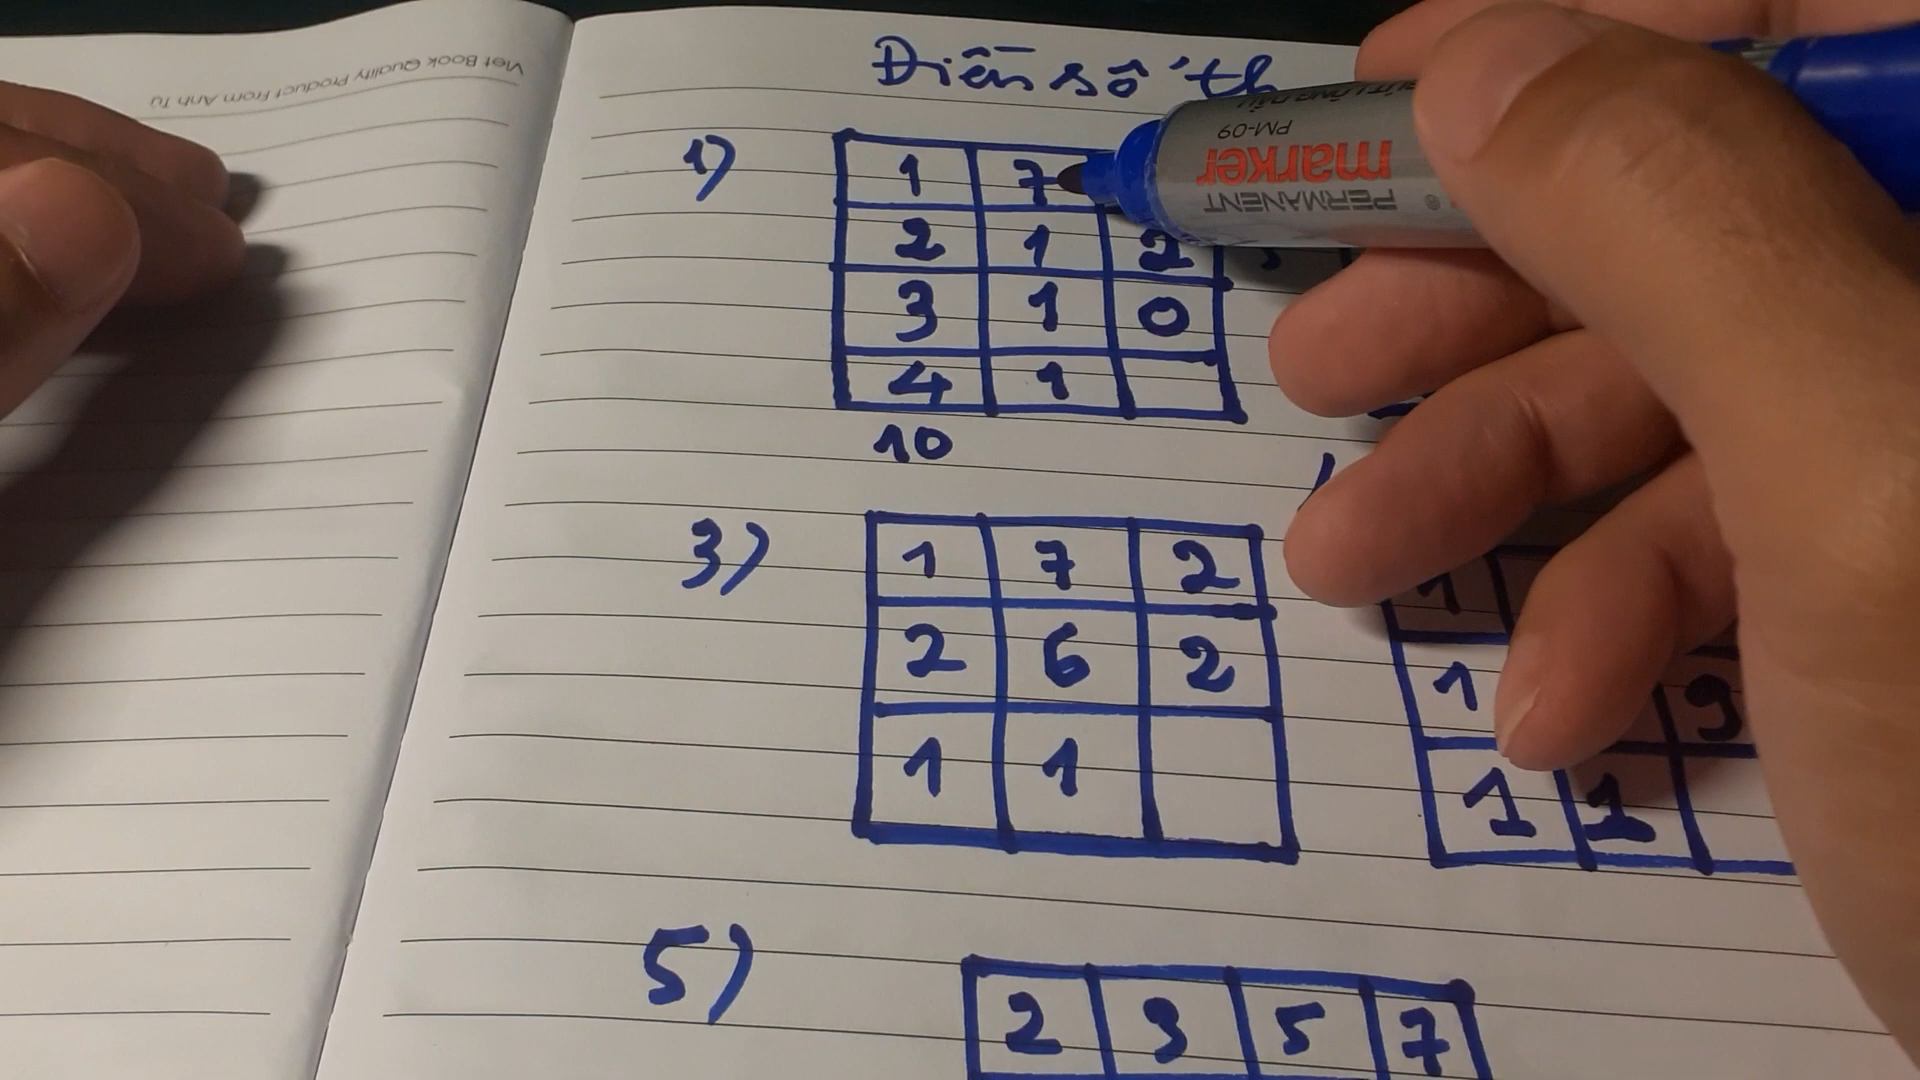 Điền số th
1)
1 7
2 1 2
3 1 0
4 1
10
3)
1 7 2
2 6 2
1 1
1
1 9
1 1
5)
2 3 5 7
Viet Book Quality Product From Anh Tú
PERMANENT
marker
PM-09